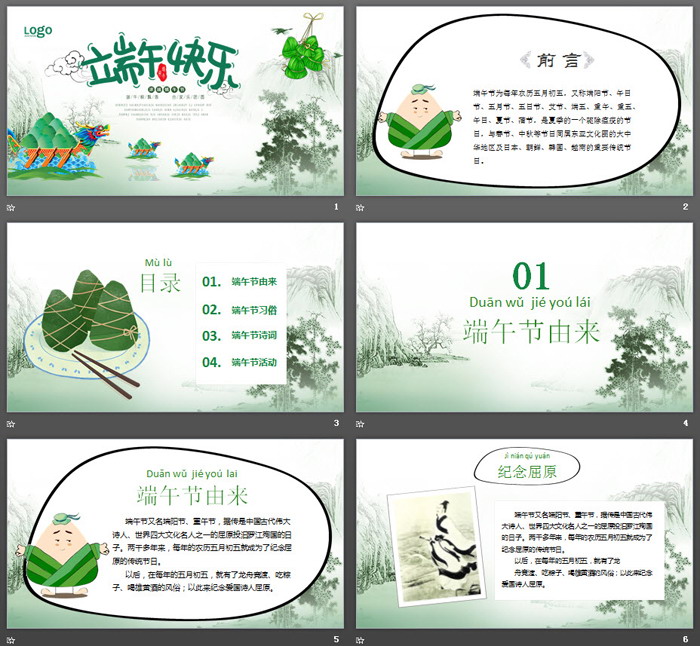 LOGO
立端午快乐
1
前言
端午节为每年农历五月初五，又称端阳节、午日
节、五月节、五日节、艾节、端五、重午、重五、
午日、夏节、蒲节，是夏季的一个驱除瘟疫的节
日，与春节、中秋等节日同属东亚文化圈的大中
华地区及日本、朝鲜、韩国、越南的重要传统节
日。
2
Mù lù
目录
01. 端午节由来
02. 端午节习俗
03. 端午节诗词
04. 端午节活动
3
01
Duān wǔ jié yóu lái
端午节由来
4
Duān wǔ jié yóu lai
端午节由来
端午节又名端阳节、重午节，据传是中国古代伟大
诗人、世界四大文化名人之一的屈原投汨罗江殉国的
日子。两千多年来，每年的农历五月初五就成为了纪念屈
原的传统节日。
以后，在每年的五月初五，就有了龙舟竞渡、吃粽
子、喝雄黄酒的风俗；以此来纪念爱国诗人屈原。
5
jì niàn qū yuán
纪念屈原
端午节又名端阳节、重午节，据传是中国古代伟
大诗人、世界四大文化名人之一的屈原投汨罗江殉国
的日子。两千多年来，每年的农历五月初五就成为了
纪念屈原的传统节日。
以后，在每年的五月初五，就有了龙
舟竞渡、吃粽子、喝雄黄酒的风俗；以此来纪念
爱国诗人屈原。
6